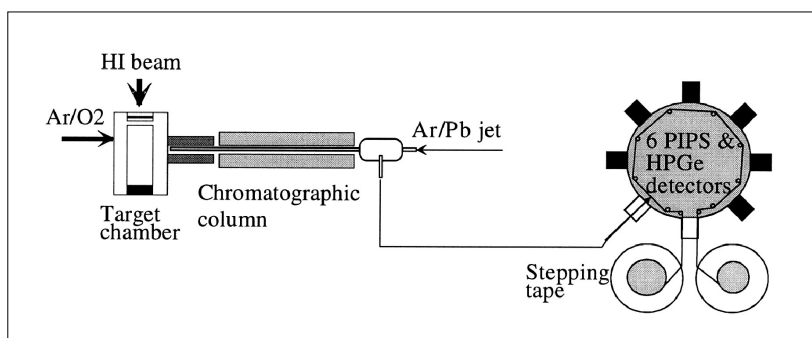 HI beam
Ar/O2
Ar/Pb jet
6 PIPS &
HPGe
detectors
Chromatographic
column
Target
chamber
Stepping
tape